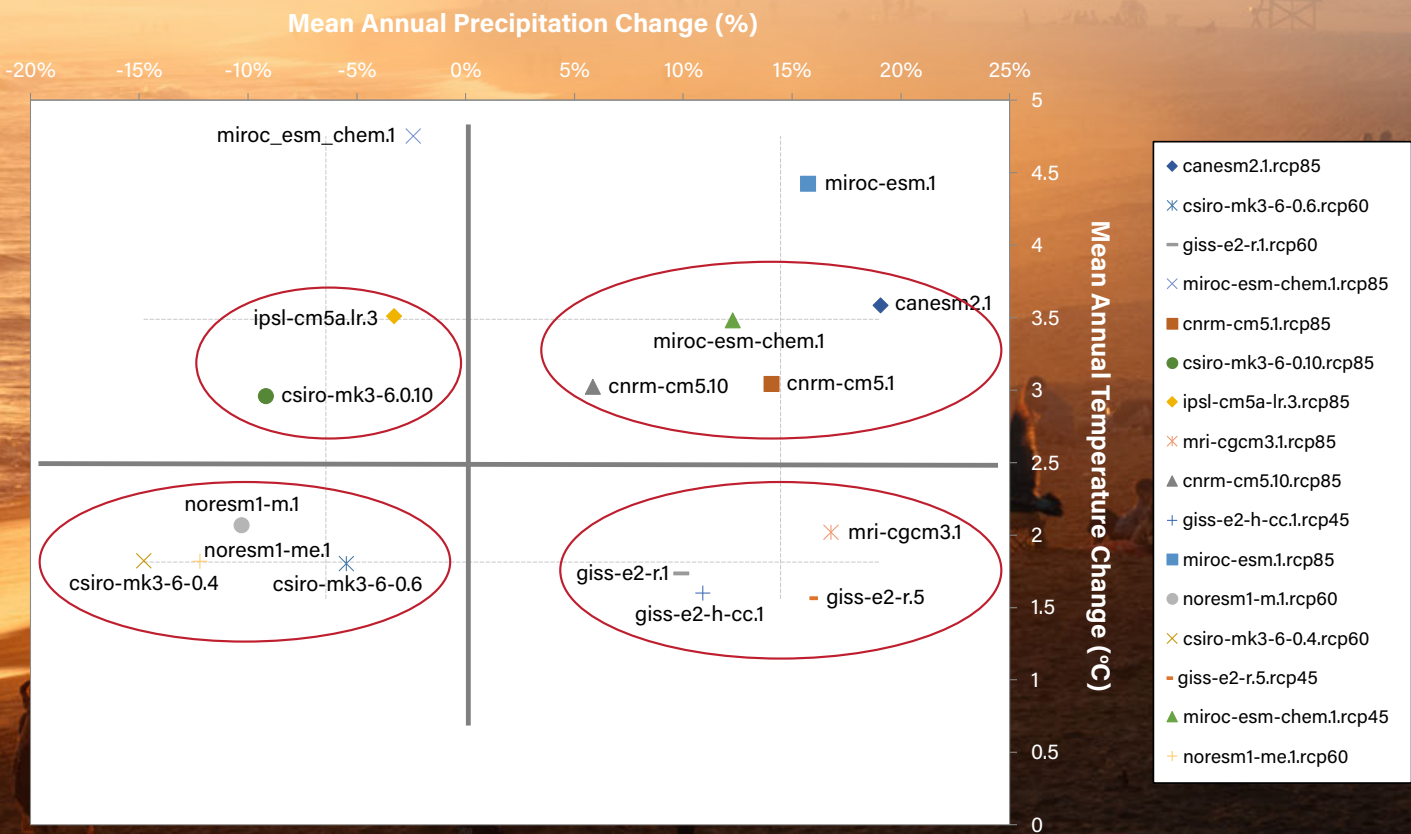 Mean Annual Precipitation Change (%)
-20% -15% -10% -5% 0% 5% 10% 15% 20% 25%
5
miroc_esm_chem.1
4.5
miroc-esm.1
4
canesm2.1
3.5
ipsl-cm5a.lr.3
miroc-esm-chem.1
cnrm-cm5.10
cnrm-cm5.1
3
csiro-mk3-6.0.10
2.5
noresm1-m.1
mri-cgcm3.1
2
noresm1-me.1
csiro-mk3-6-0.4
csiro-mk3-6-0.6
giss-e2-r.1
giss-e2-h-cc.1
giss-e2-r.5
1.5
1
0.5
0
Mean Annual Temperature Change (°C)
canesm2.1.rcp85
csiro-mk3-6-0.6.rcp60
giss-e2-r.1.rcp60
miroc-esm-chem.1.rcp85
cnrm-cm5.1.rcp85
csiro-mk3-6-0.10.rcp85
ipsl-cm5a-lr.3.rcp85
mri-cgcm3.1.rcp85
cnrm-cm5.10.rcp85
giss-e2-h-cc.1.rcp45
miroc-esm.1.rcp85
noresm1-m.1.rcp60
csiro-mk3-6-0.4.rcp60
giss-e2-r.5.rcp45
miroc-esm-chem.1.rcp45
noresm1-me.1.rcp60